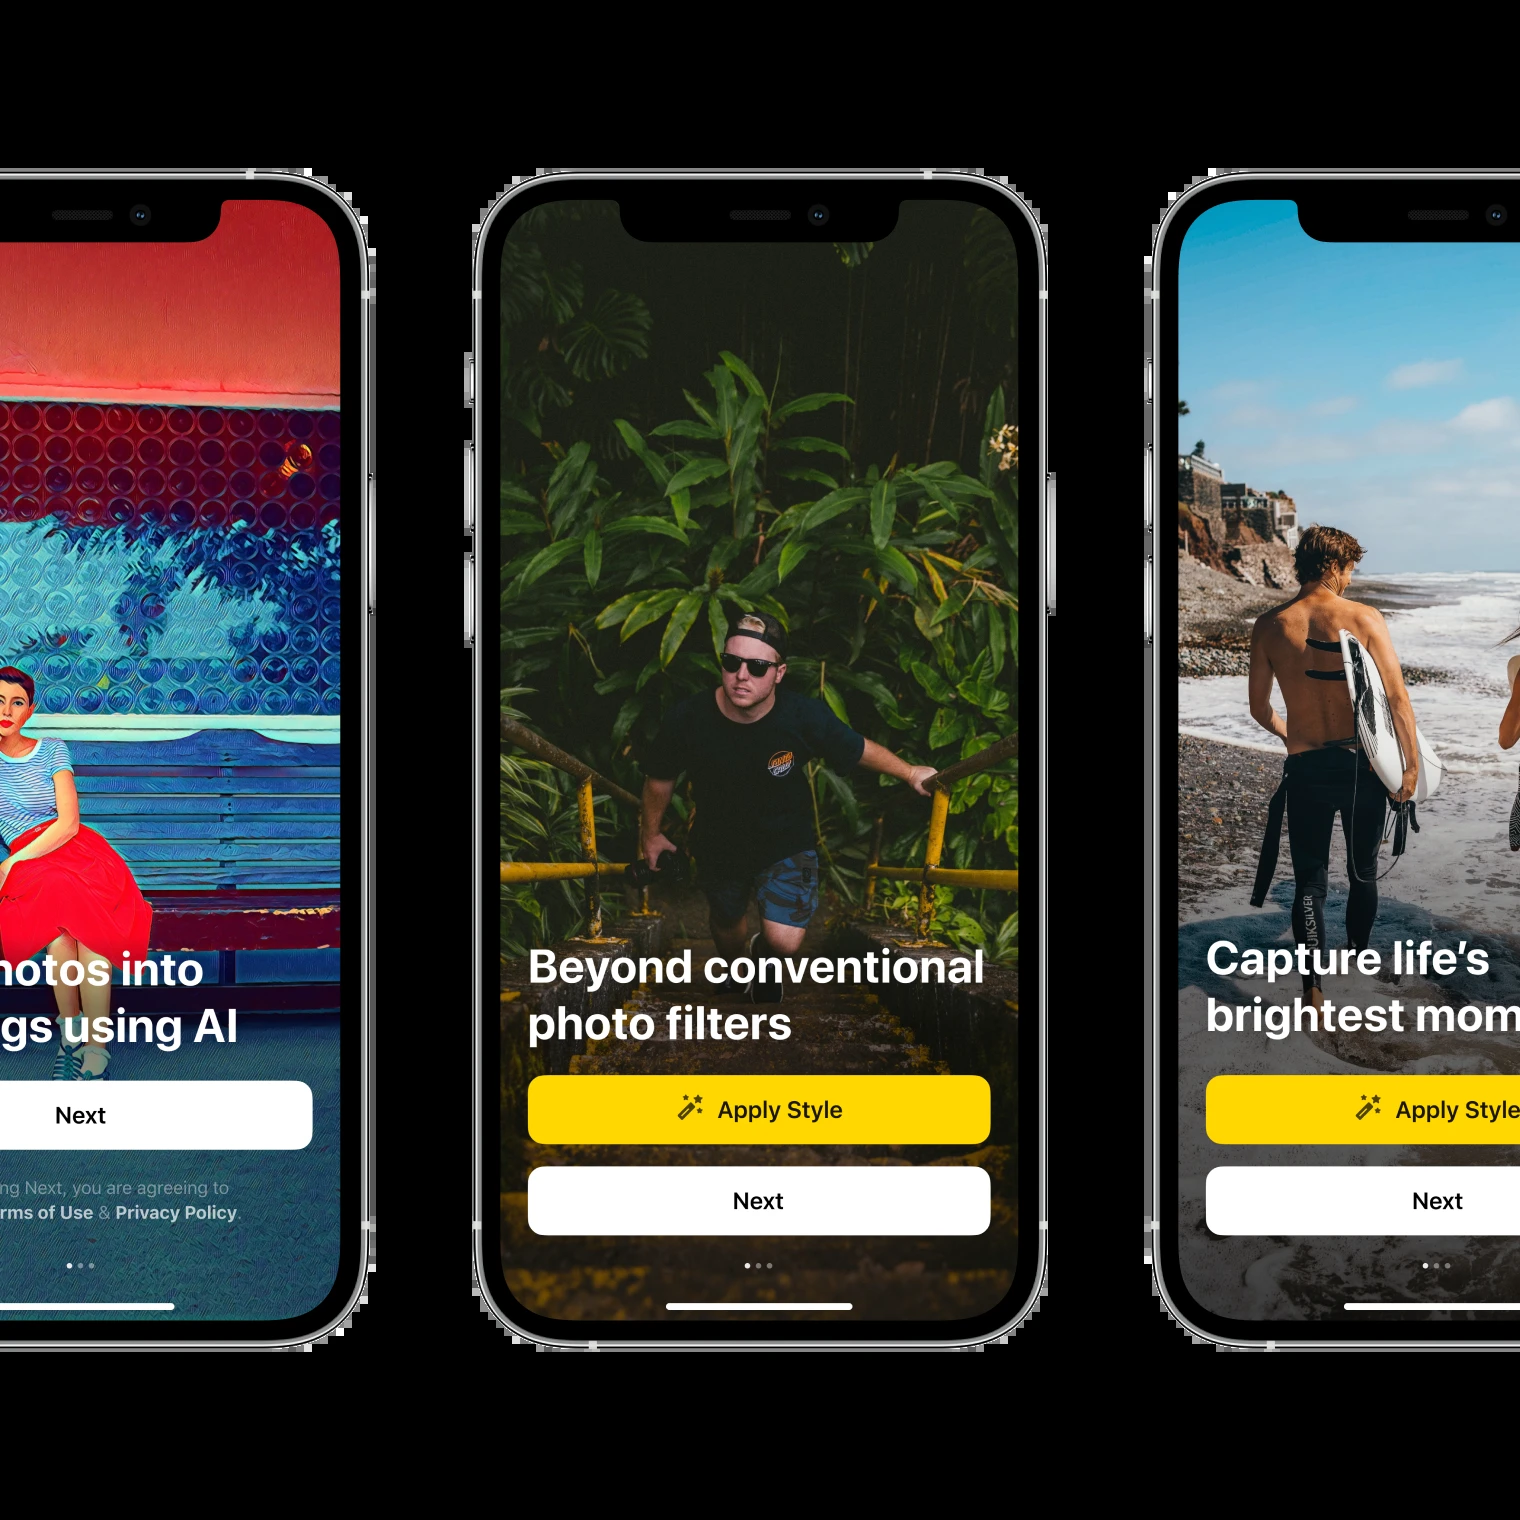 hotos into
gs using AI
Next
ng Next, you are agreeing to
rms of Use & Privacy Policy.
Beyond conventional
photo filters
Apply Style
Next
QUIKSILVER
Capture life’s
brightest mom
Apply Style
Next